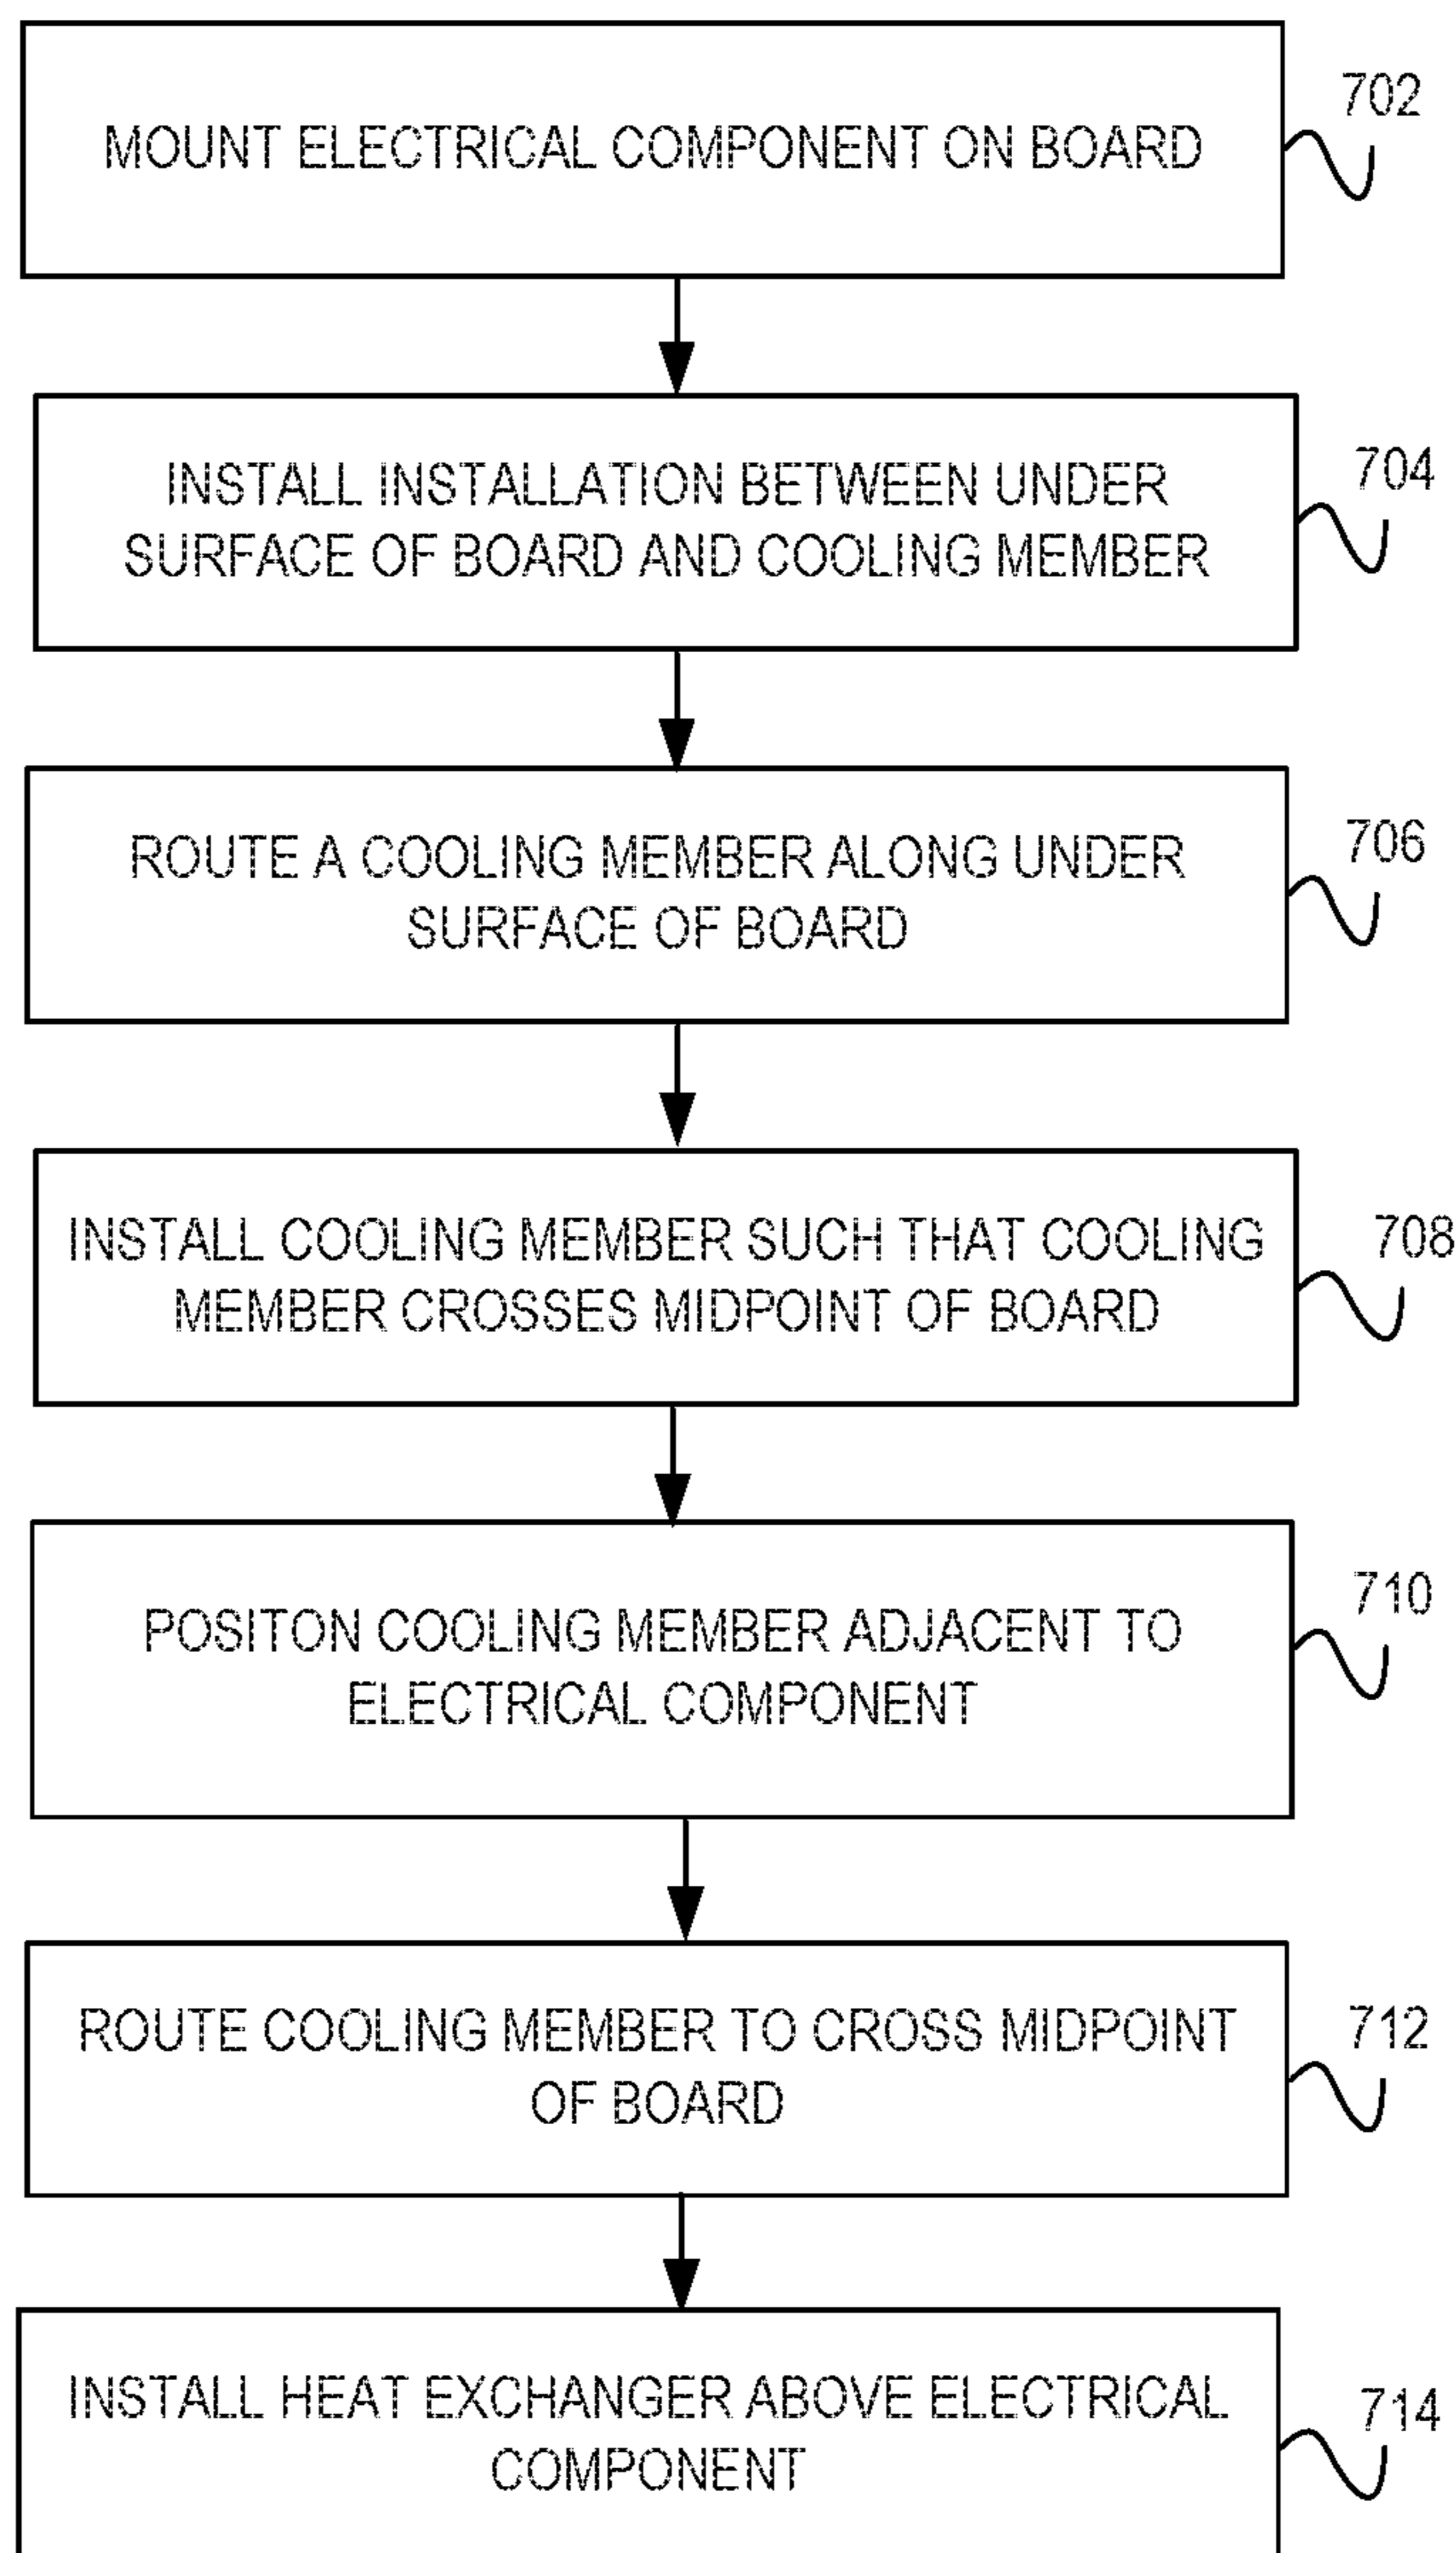 MOUNT ELECTRICAL COMPONENT ON BOARD
702
INSTALL INSTALLATION BETWEEN UNDER
SURFACE OF BOARD AND COOLING MEMBER
704
ROUTE A COOLING MEMBER ALONG UNDER
SURFACE OF BOARD
706
INSTALL COOLING MEMBER SUCH THAT COOLING
MEMBER CROSSES MIDPOINT OF BOARD
708
POSITON COOLING MEMBER ADJACENT TO
ELECTRICAL COMPONENT
710
ROUTE COOLING MEMBER TO CROSS MIDPOINT
OF BOARD
712
INSTALL HEAT EXCHANGER ABOVE ELECTRICAL
COMPONENT
714